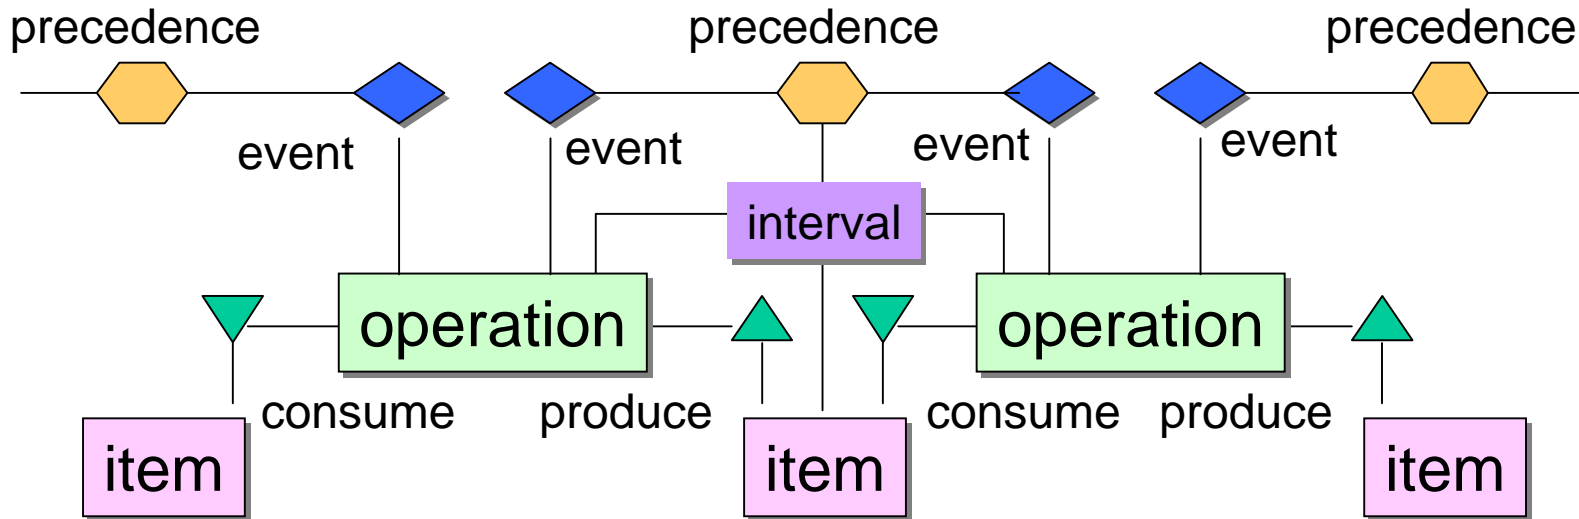 precedence
precedence
precedence
event
event
event
event
interval
operation
operation
consume
produce
consume
produce
item
item
item